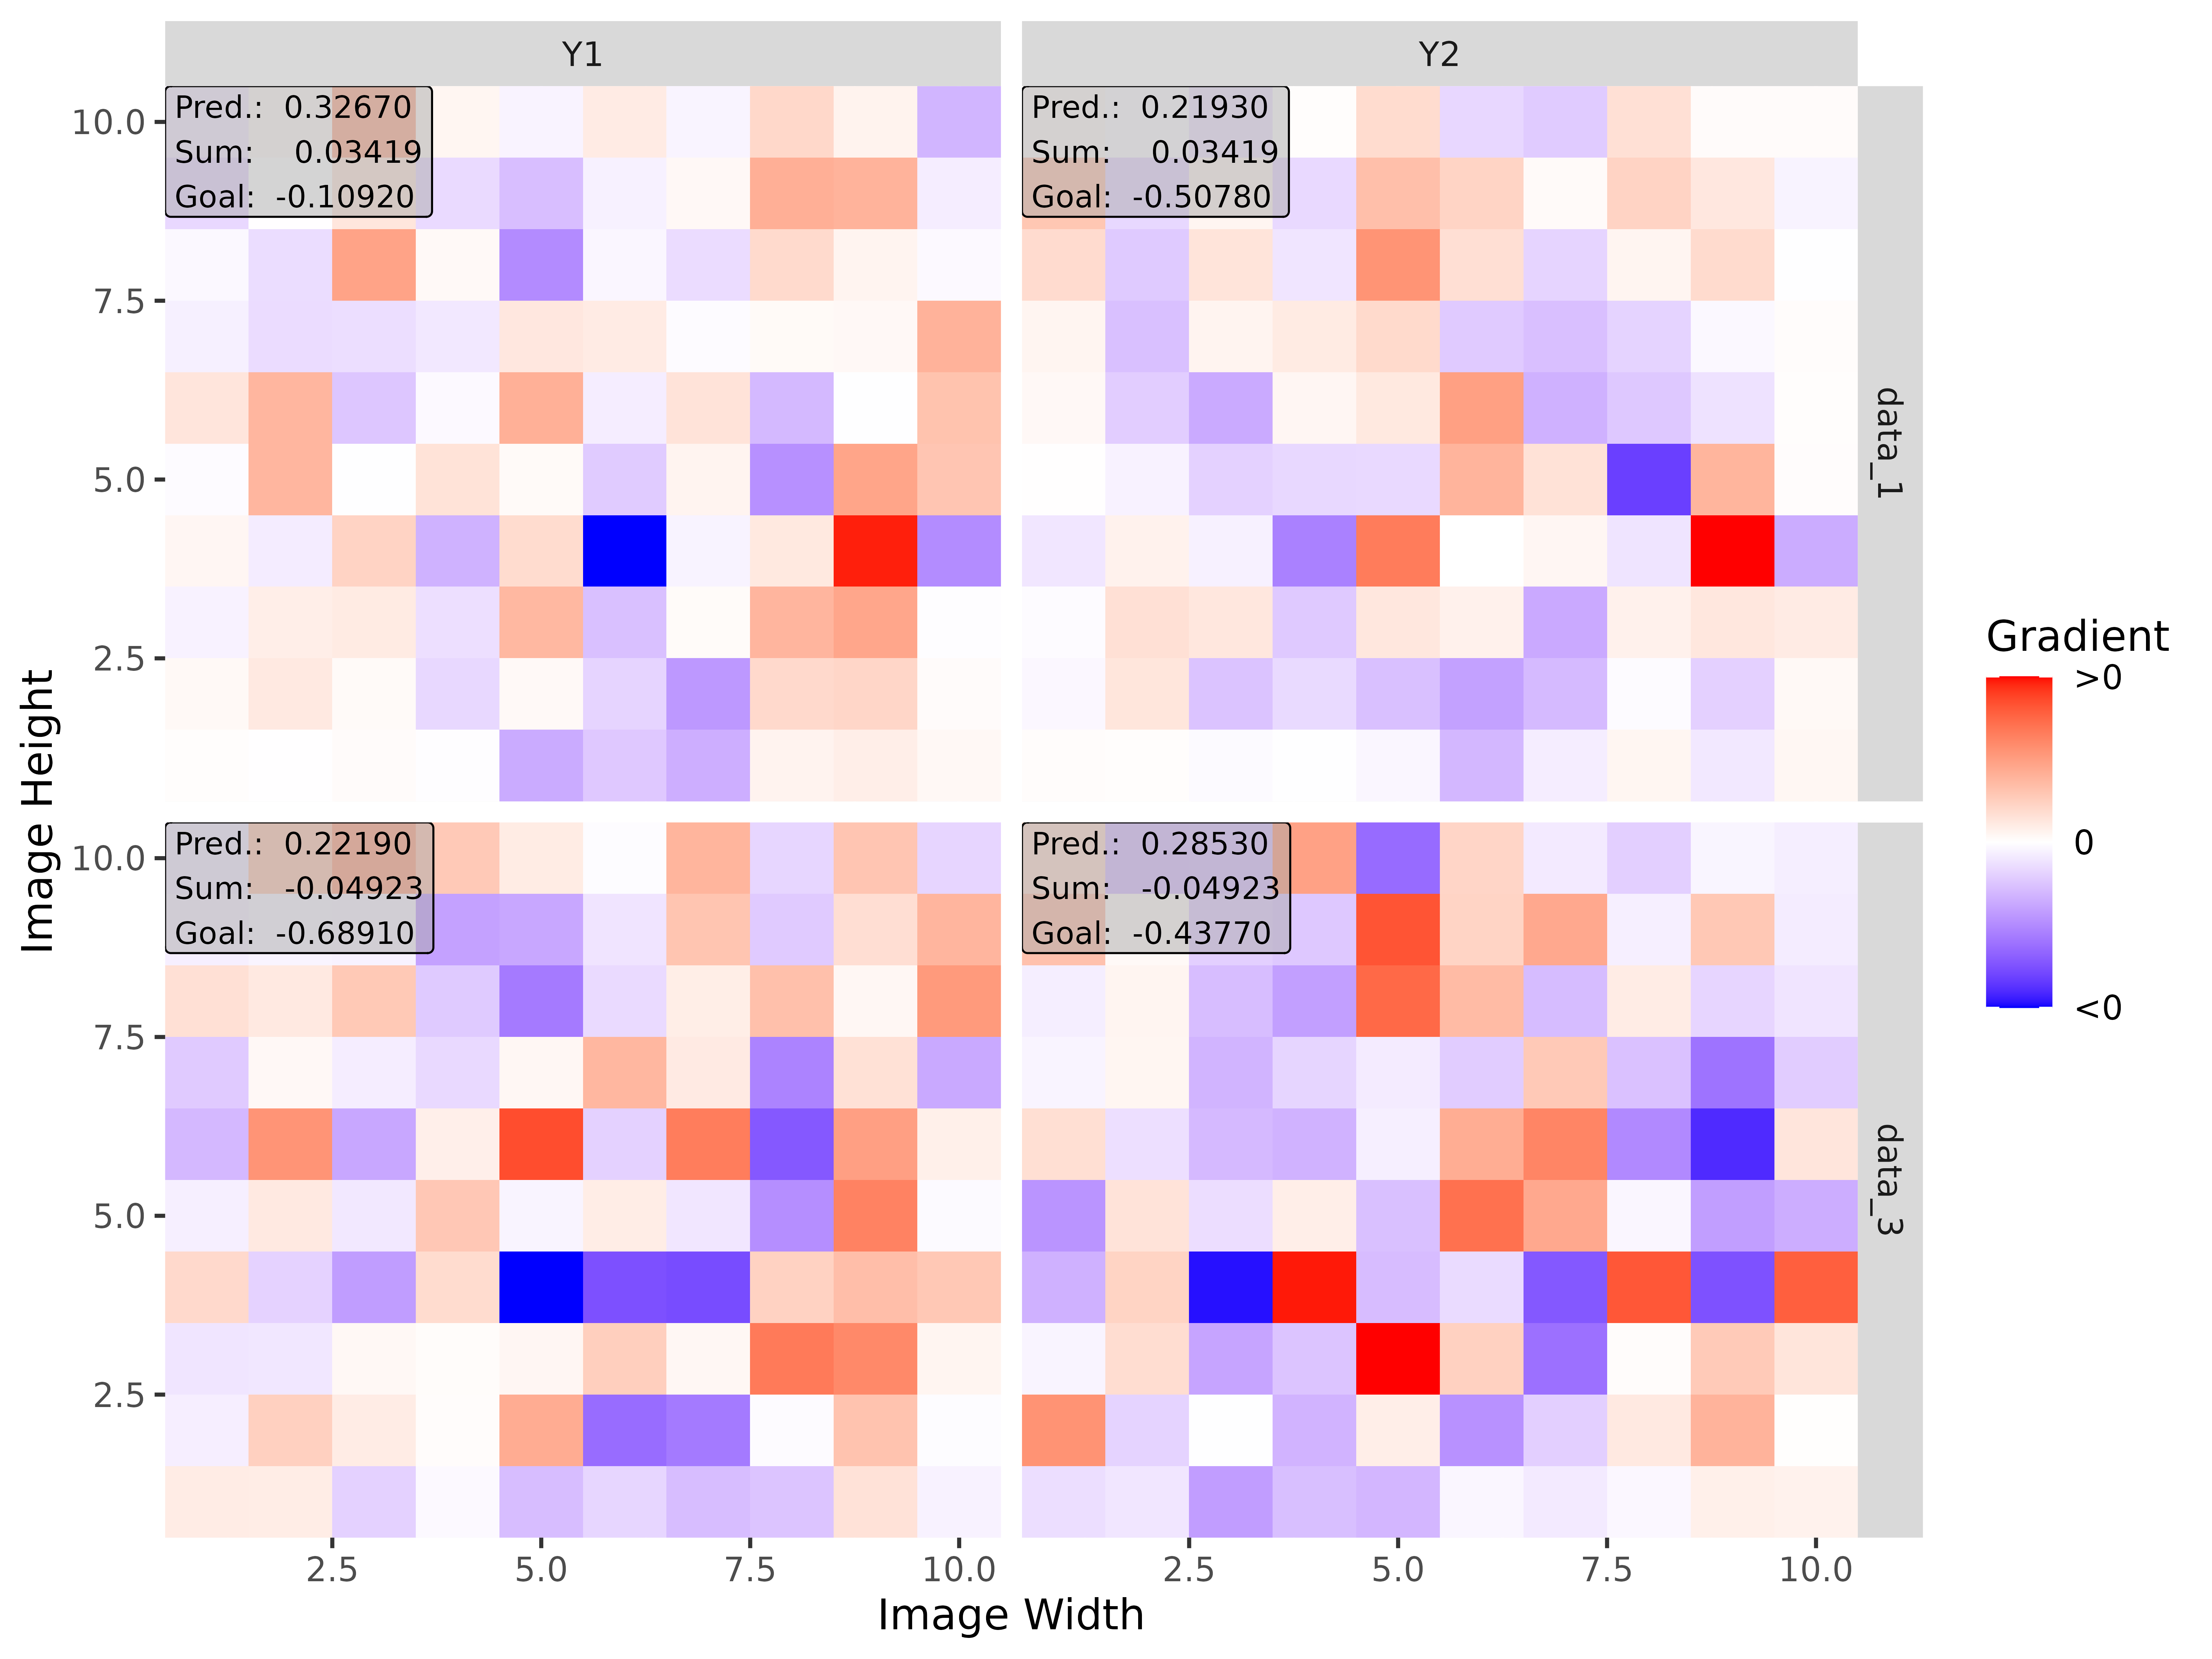 Y1
Y2
Pred.: 0.32670
Sum: 0.03419
Goal: -0.10920
Pred.: 0.21930
Sum: 0.03419
Goal: -0.50780
10.0
7.5
5.0
2.5
data_1
Pred.: 0.22190
Sum: -0.04923
Goal: -0.68910
Pred.: 0.28530
Sum: -0.04923
Goal: -0.43770
10.0
7.5
5.0
2.5
data_3
2.5 5.0 7.5 10.0
2.5 5.0 7.5 10.0
Image Width
Image Height
Gradient
>0
0
<0